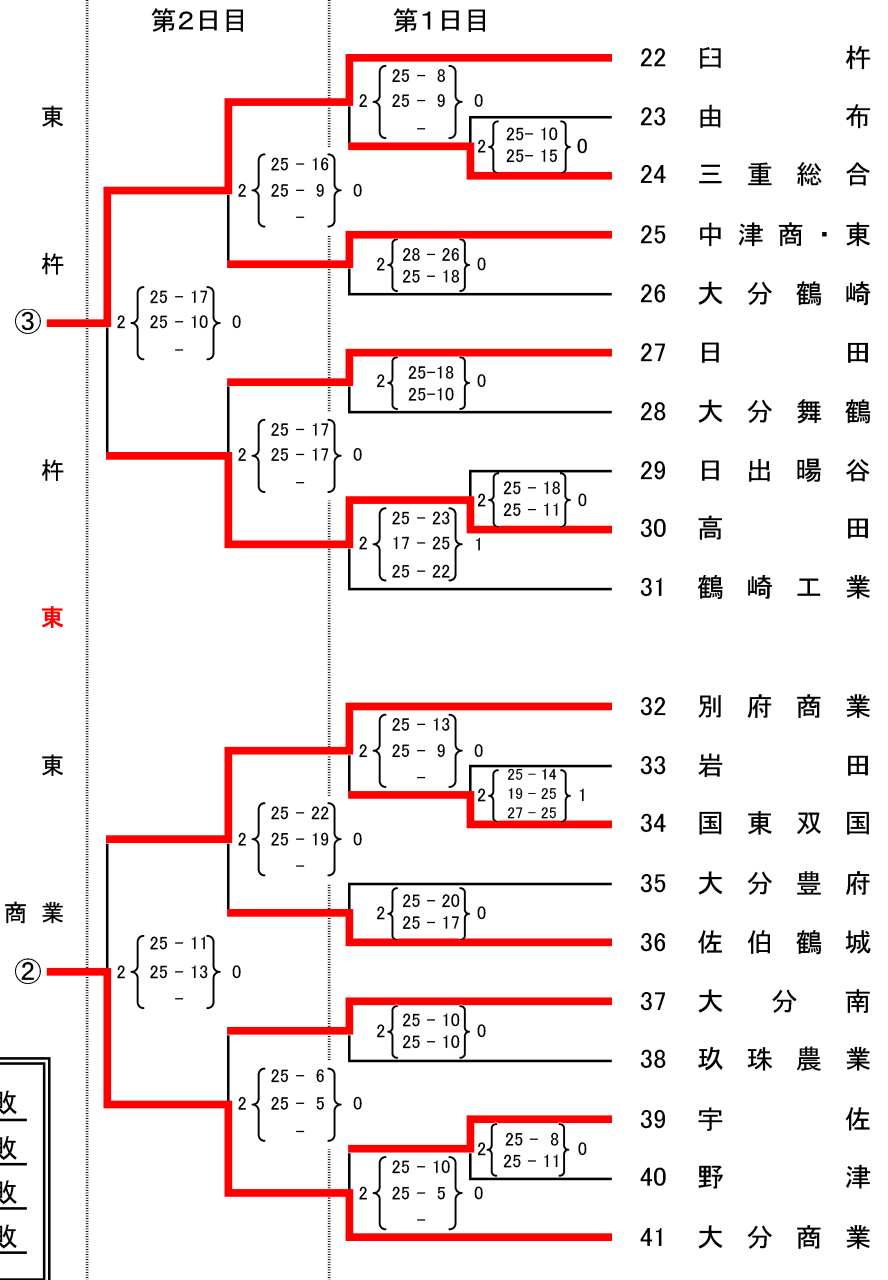 第2日目 第1日目
22 臼杵
25 - 8
2 25 - 9 0
-
東
23 由布
25- 10
2 0
25- 15
25 - 16
2 25 - 9 0
-
24 三重総合
25 中津商・東
28 - 26
2 0
25 - 18
杵
26 大分鶴崎
25 - 17
③ 2 25 - 10 0
-
27 日田
25-18
2 0
25-10
28 大分舞鶴
25 - 17
2 25 - 17 0
-
杵
29 日出暘谷
25 - 18
2 0
25 - 11
30 高田
25 - 23
2 17 - 25 1
25 - 22
31 鶴崎工業
東
32 別府商業
25 - 13
2 25 - 9 0
-
東
33 岩田
25 - 14
2 19 - 25 1
27 - 25
34 国東双国
25 - 22
2 25 - 19 0
-
35 大分豊府
25 - 20
2 0
25 - 17
商業
36 佐伯鶴城
25 - 11
② 2 25 - 13 0
-
37 大分南
25 - 10
2 0
25 - 10
38 玖珠農業
25 - 6
2 25 - 5 0
-
敗
39 宇佐
25 - 8
2 0
25 - 11
敗
40 野津
25 - 10
2 25 - 5 0
-
敗
敗
41 大分商業